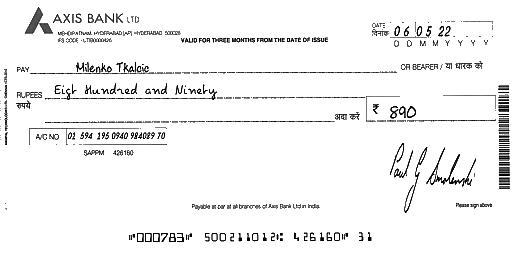 AXIS BANK LTD
MEHDIPATNAM, HYDERABAD[AP] HYDERABAD 500028
IFS CODE - UTIB0000426
VALID FOR THREE MONTHS FROM THE DATE OF ISSUE
DATE
दिनांक 06 05 22
D D M M Y Y Y Y
PAY Milenko Tkalcic OR BEARER / या धारक को
RUPEES Eigt Hundred and Ninety
रुपये अदा करें ₹ 890
A/C NO 01 594 195 0940 984089 70
SAPPM 426160
Payable at par at all branches of Axis Bank Ltd in India.
Please sign above
⑈000783⑈ 500211012⑆ 426160⑈ 31